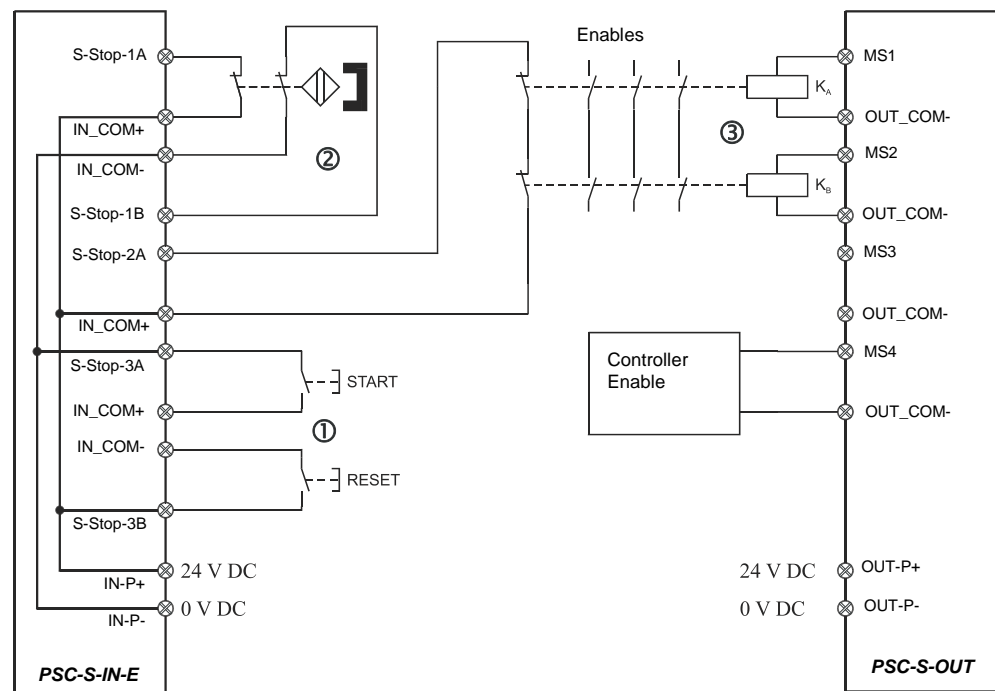 S-Stop-1A
IN_COM+
IN_COM-
S-Stop-1B
S-Stop-2A
IN_COM+
S-Stop-3A
IN_COM+
IN_COM-
S-Stop-3B
IN-P+
IN-P-
24 V DC
0 V DC
PSC-S-IN-E
②
START
①
RESET
Enables
③
K_A
K_B
Controller
Enable
MS1
OUT_COM-
MS2
OUT_COM-
MS3
OUT_COM-
MS4
OUT_COM-
24 V DC
OUT-P+
0 V DC
OUT-P-
PSC-S-OUT